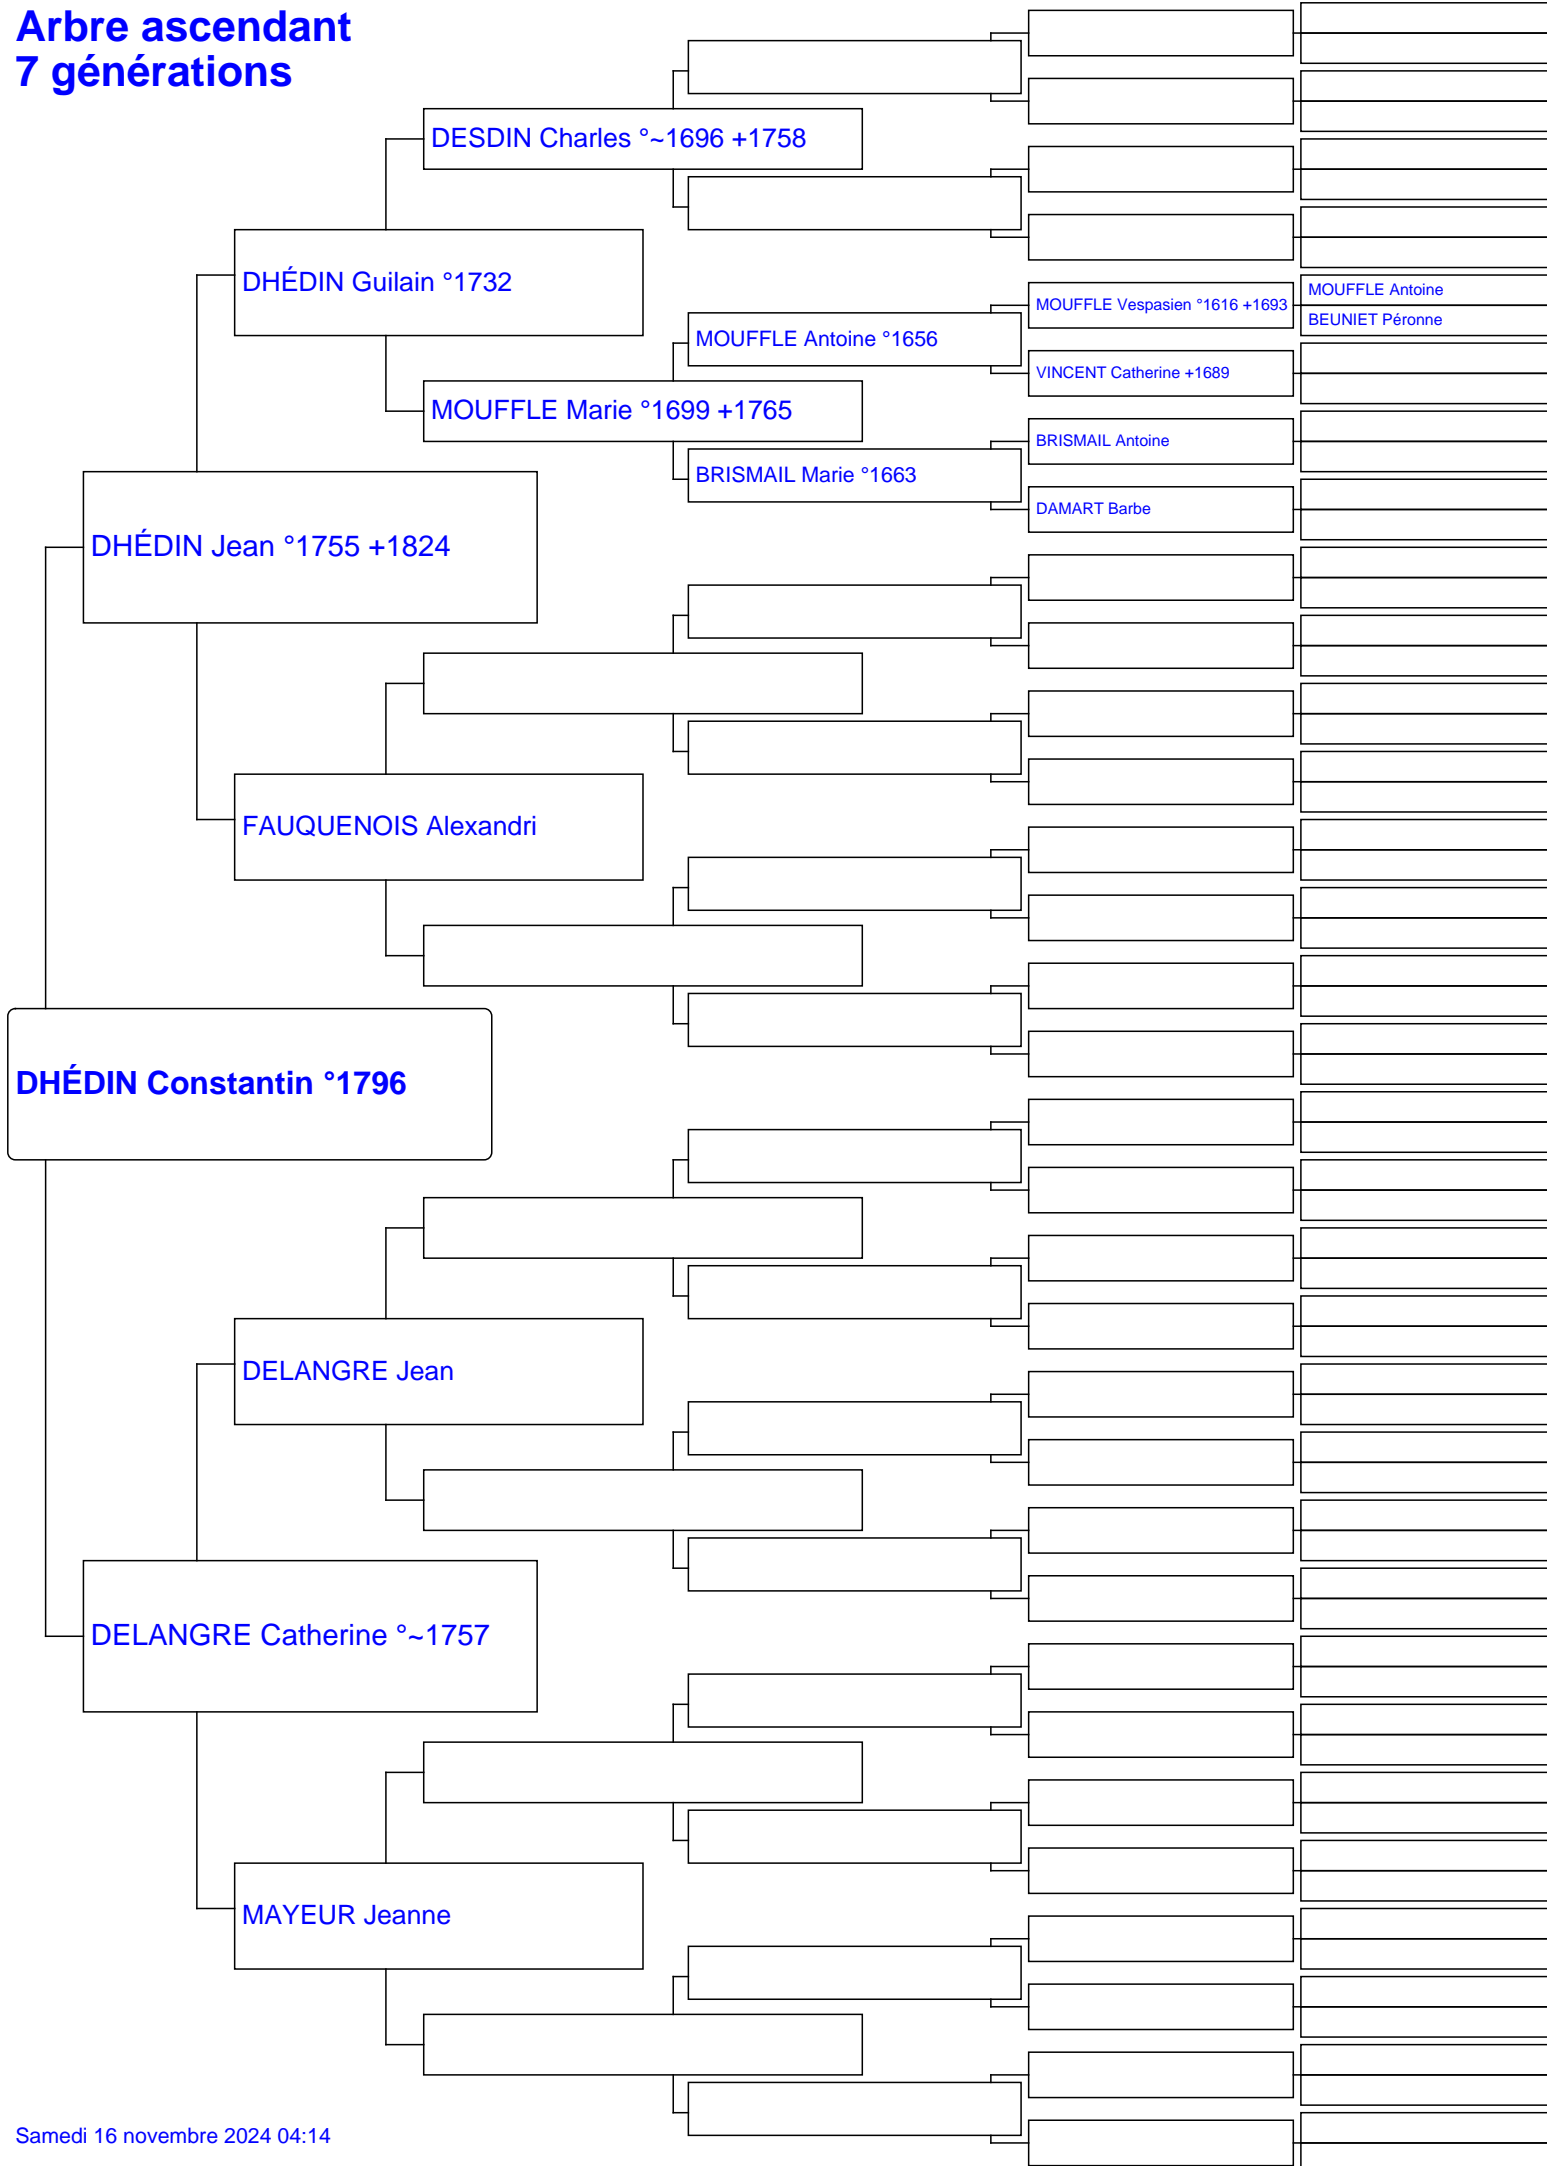 Arbre ascendant
7 générations
DESDIN Charles °~1696 +1758
DHÉDIN Guilain °1732
MOUFFLE Antoine
MOUFFLE Vespasien °1616 +1693
BEUNIET Péronne
MOUFFLE Antoine °1656
VINCENT Catherine +1689
MOUFFLE Marie °1699 +1765
BRISMAIL Antoine
BRISMAIL Marie °1663
DAMART Barbe
DHÉDIN Jean °1755 +1824
FAUQUENOIS Alexandri
DHÉDIN Constantin °1796
DELANGRE Jean
DELANGRE Catherine °~1757
MAYEUR Jeanne
Samedi 16 novembre 2024 04:14